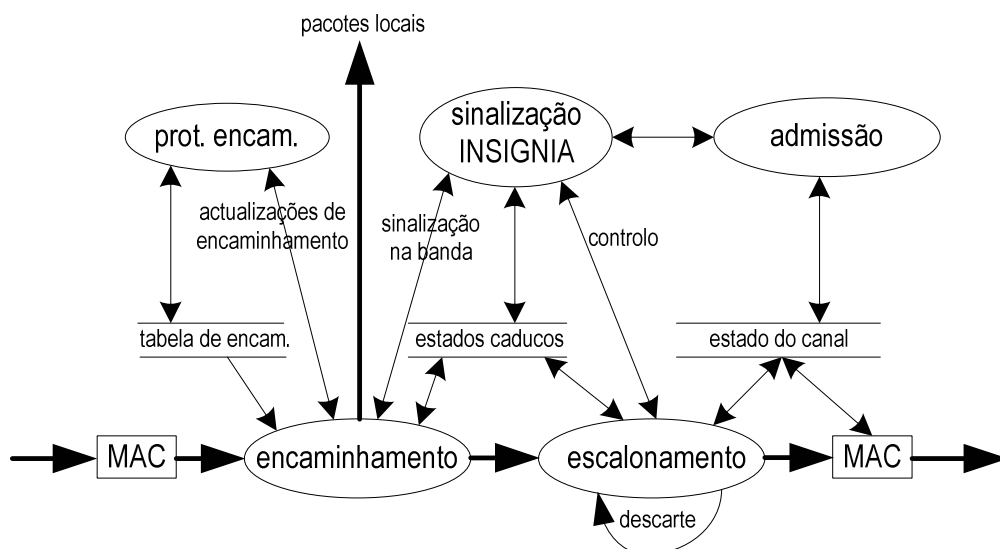 pacotes locais
prot. encam.
sinalização
INSIGNIA
admissão
actualizações de
encaminhamento
sinalização
na banda
controlo
tabela de encam.
estados caducos
estado do canal
MAC
encaminhamento
escalonamento
MAC
descarte